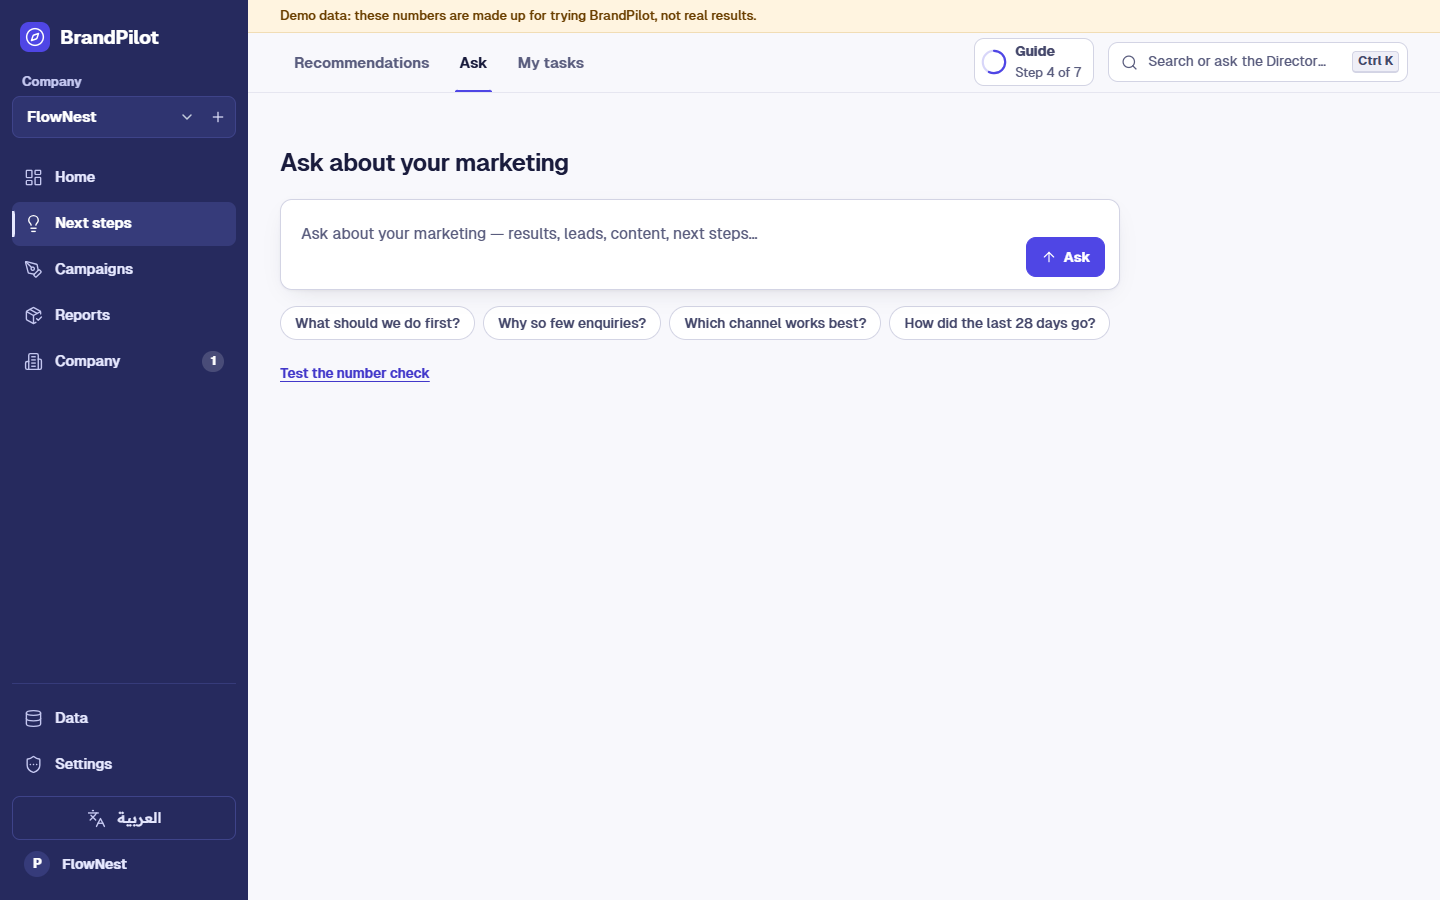 Demo data: these numbers are made up for trying BrandPilot, not real results.
BrandPilot
Company
FlowNest
Home
Next steps
Campaigns
Reports
Company 1
Data
Settings
العربية
P FlowNest
Recommendations Ask My tasks
Guide
Step 4 of 7
Search or ask the Director... Ctrl K
Ask about your marketing
Ask about your marketing — results, leads, content, next steps...
Ask
What should we do first? Why so few enquiries? Which channel works best? How did the last 28 days go?
Test the number check